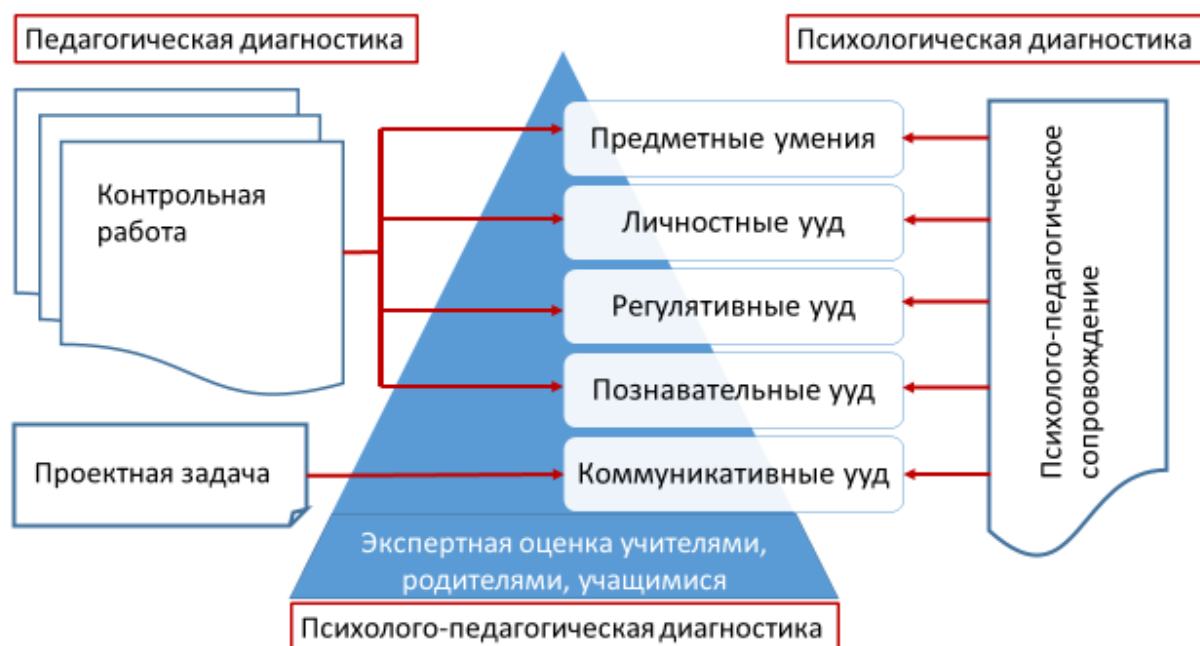 Педагогическая диагностика
Психологическая диагностика
Контрольная
работа
Проектная задача
Предметные умения
Личностные ууд
Регулятивные ууд
Познавательные ууд
Коммуникативные ууд
Экспертная оценка учителями,
родителями, учащимися
Психолого-педагогическое
сопровождение
Психолого-педагогическая диагностика